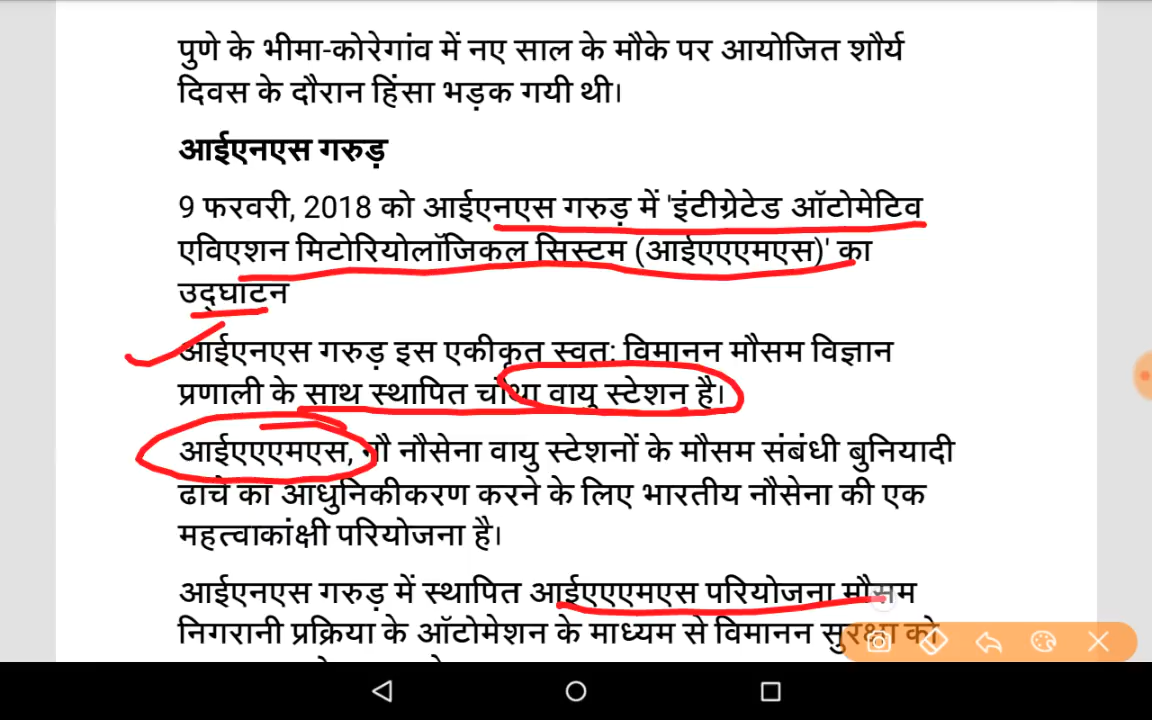 पुणे के भीमा-कोरेगांव में नए साल के मौके पर आयोजित शौर्य
दिवस के दौरान हिंसा भड़क गयी थी।
आईएनएस गरुड़
9 फरवरी, 2018 को आईएनएस गरुड़ में 'इंटीग्रेटेड ऑटोमेटिव
एविएशन मिटोरियोलॉजिकल सिस्टम (आईएएएमएस)' का
उद्घाटन
आईएनएस गरुड़ इस एकीकृत स्वत: विमानन मौसम विज्ञान
प्रणाली के साथ स्थापित चौथा वायु स्टेशन है।
आईएएएमएस, नौ नौसेना वायु स्टेशनों के मौसम संबंधी बुनियादी
ढांचे का आधुनिकीकरण करने के लिए भारतीय नौसेना की एक
महत्वाकांक्षी परियोजना है।
आईएनएस गरुड़ में स्थापित आईएएएमएस परियोजना मौसम
निगरानी प्रक्रिया के ऑटोमेशन के माध्यम से विमानन सुरक्षा को